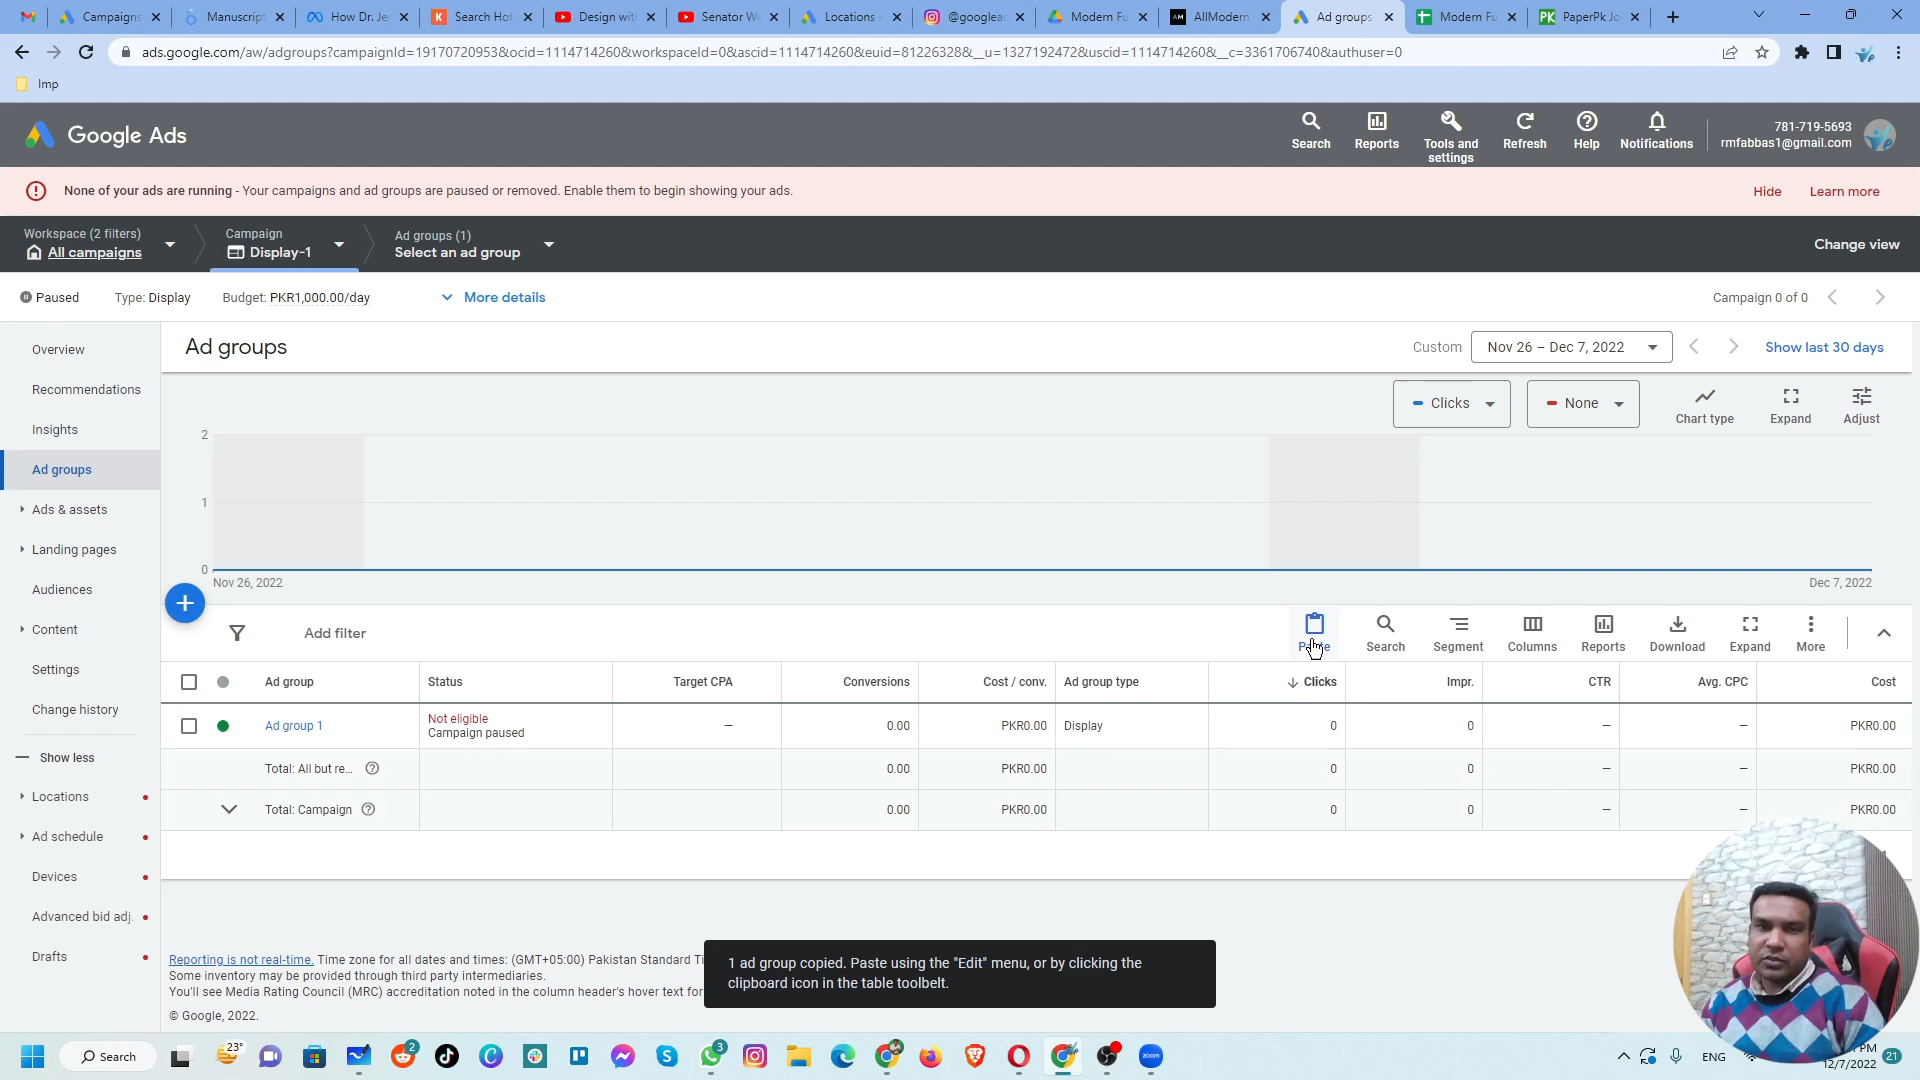 Campaigns
Manuscript
How Dr. Je
Search Hot
Design with
Senator We
Locations -
@googlead
Modern Fu
AllModern
Ad groups
Modern Fu
PaperPk Jo
ads.google.com/aw/adgroups?campaignId=19170720953&ocid=1114714260&workspaceId=0&ascid=1114714260&euid=81226328&__u=1327192472&uscid=1114714260&__c=3361706740&authuser=0
Imp
Google Ads
Search
Reports
Tools and settings
Refresh
Help
Notifications
781-719-5693
rmfabbas1@gmail.com
None of your ads are running - Your campaigns and ad groups are paused or removed. Enable them to begin showing your ads.
Hide
Learn more
Workspace (2 filters)
All campaigns
Campaign
Display-1
Ad groups (1)
Select an ad group
Change view
Paused
Type: Display
Budget: PKR1,000.00/day
More details
Campaign 0 of 0
Overview
Recommendations
Insights
Ad groups
Ads & assets
Landing pages
Audiences
Content
Settings
Change history
Show less
Locations
Ad schedule
Devices
Advanced bid adj.
Drafts
Ad groups
Custom
Nov 26 – Dec 7, 2022
Show last 30 days
Clicks
None
Chart type
Expand
Adjust
2
1
0
Nov 26, 2022
Dec 7, 2022
Add filter
Search
Segment
Columns
Reports
Download
Expand
More
Ad group Status Target CPA Conversions Cost / conv. Ad group type Clicks Impr. CTR Avg. CPC Cost
Ad group 1 Not eligible Campaign paused — 0.00 PKR0.00 Display 0 0 — — PKR0.00
Total: All but re... 0.00 PKR0.00 0 0 — — PKR0.00
Total: Campaign 0.00 PKR0.00 0 0 — — PKR0.00
Reporting is not real-time. Time zone for all dates and times: (GMT+05:00) Pakistan Standard Ti
Some inventory may be provided through third party intermediaries.
You'll see Media Rating Council (MRC) accreditation noted in the column header's hover text for
© Google, 2022.
1 ad group copied. Paste using the "Edit" menu, or by clicking the
clipboard icon in the table toolbelt.
Search
23°
2
3
zoom
ENG
PM
12/7/2022
21